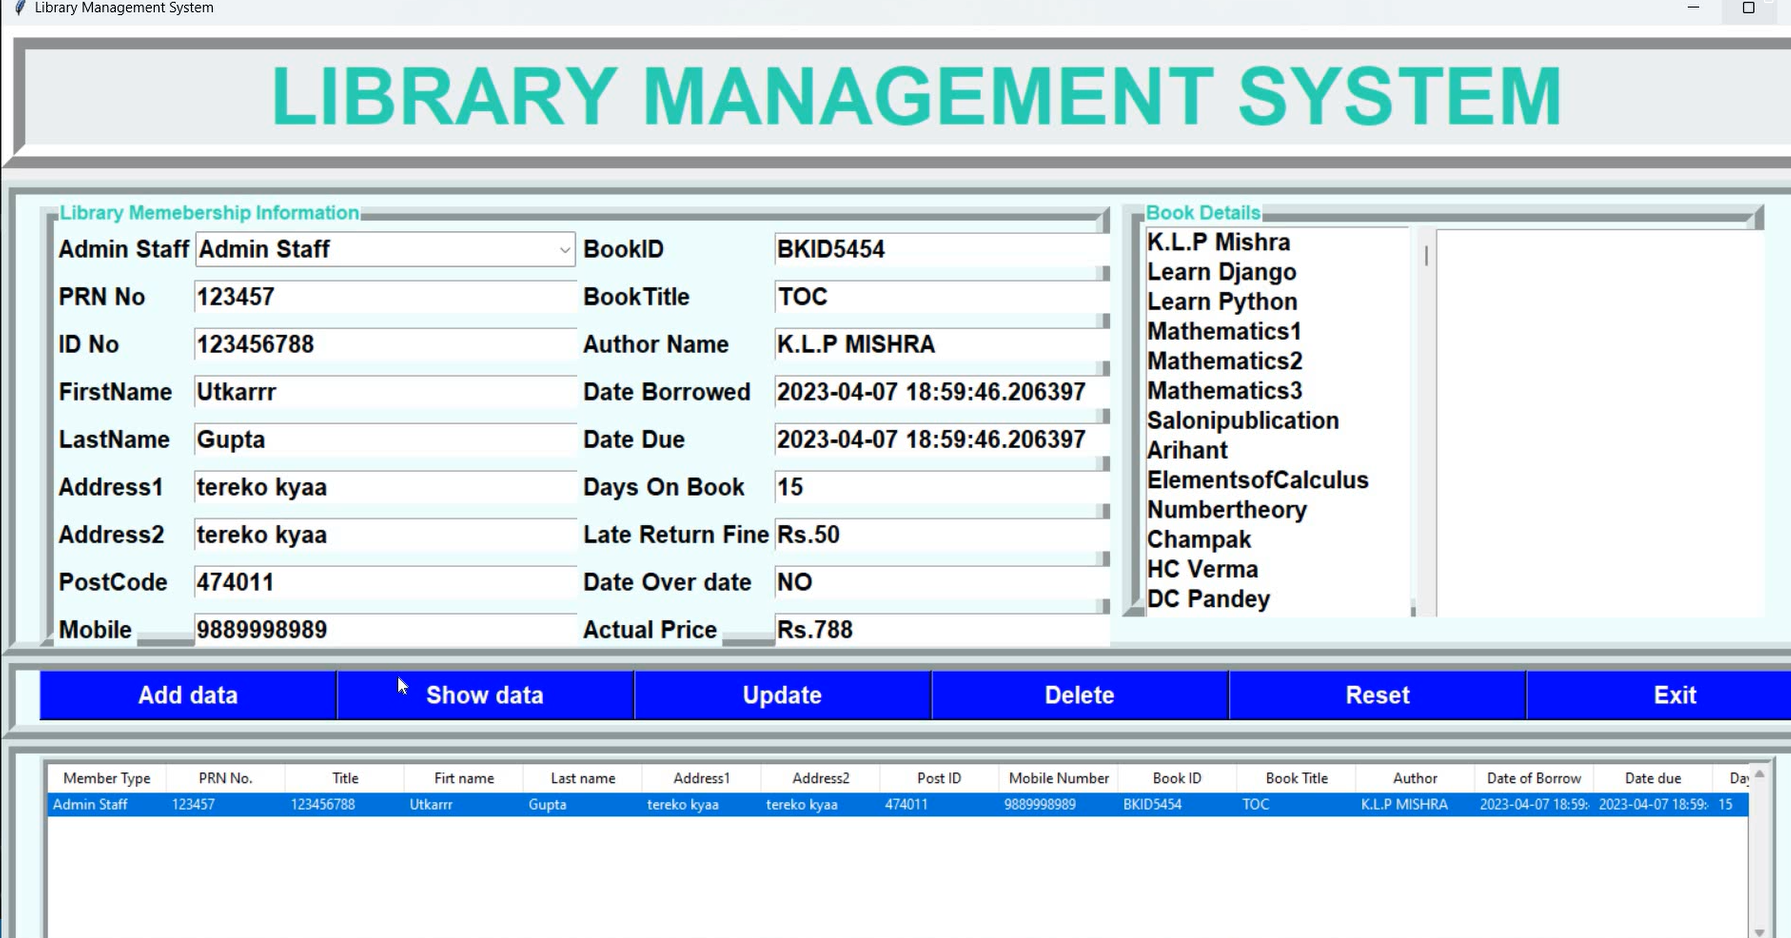 Library Management System
LIBRARY MANAGEMENT SYSTEM
Library Memebership Information
Admin Staff Admin Staff BookID BKID5454
PRN No 123457 BookTitle TOC
ID No 123456788 Author Name K.L.P MISHRA
FirstName Utkarrr Date Borrowed 2023-04-07 18:59:46.206397
LastName Gupta Date Due 2023-04-07 18:59:46.206397
Address1 tereko kyaa Days On Book 15
Address2 tereko kyaa Late Return Fine Rs.50
PostCode 474011 Date Over date NO
Mobile 9889998989 Actual Price Rs.788
Book Details
K.L.P Mishra
Learn Django
Learn Python
Mathematics1
Mathematics2
Mathematics3
Salonipublication
Arihant
ElementsofCalculus
Numbertheory
Champak
HC Verma
DC Pandey
Add data Show data Update Delete Reset Exit
Member Type PRN No. Title Firt name Last name Address1 Address2 Post ID Mobile Number Book ID Book Title Author Date of Borrow Date due Day
Admin Staff 123457 123456788 Utkarrr Gupta tereko kyaa tereko kyaa 474011 9889998989 BKID5454 TOC K.L.P MISHRA 2023-04-07 18:59: 2023-04-07 18:59: 15